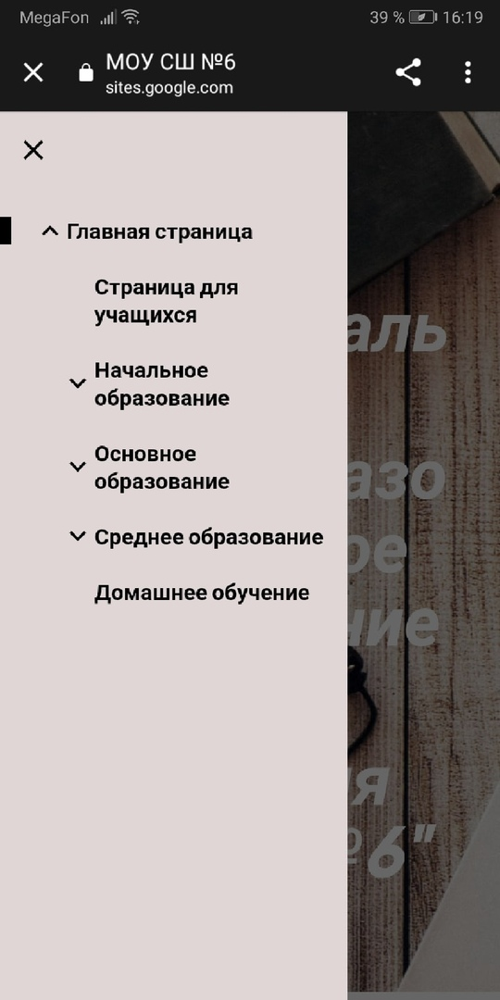 MegaFon 39 % 16:19
МОУ СШ №6
sites.google.com
Главная страница
Страница для
учащихся
Начальное
образование
Основное
образование
Среднее образование
Домашнее обучение